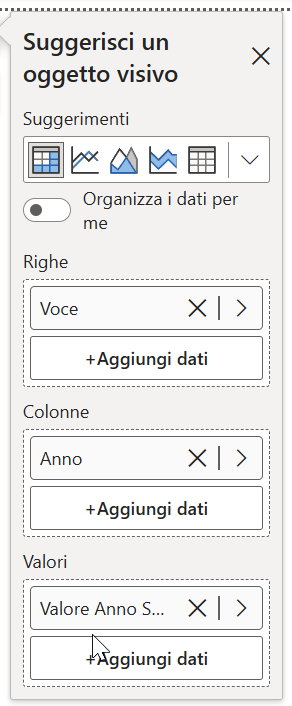 Suggerisci un
oggetto visivo
Suggerimenti
Organizza i dati per
me
Righe
Voce
+Aggiungi dati
Colonne
Anno
+Aggiungi dati
Valori
Valore Anno S...
+Aggiungi dati